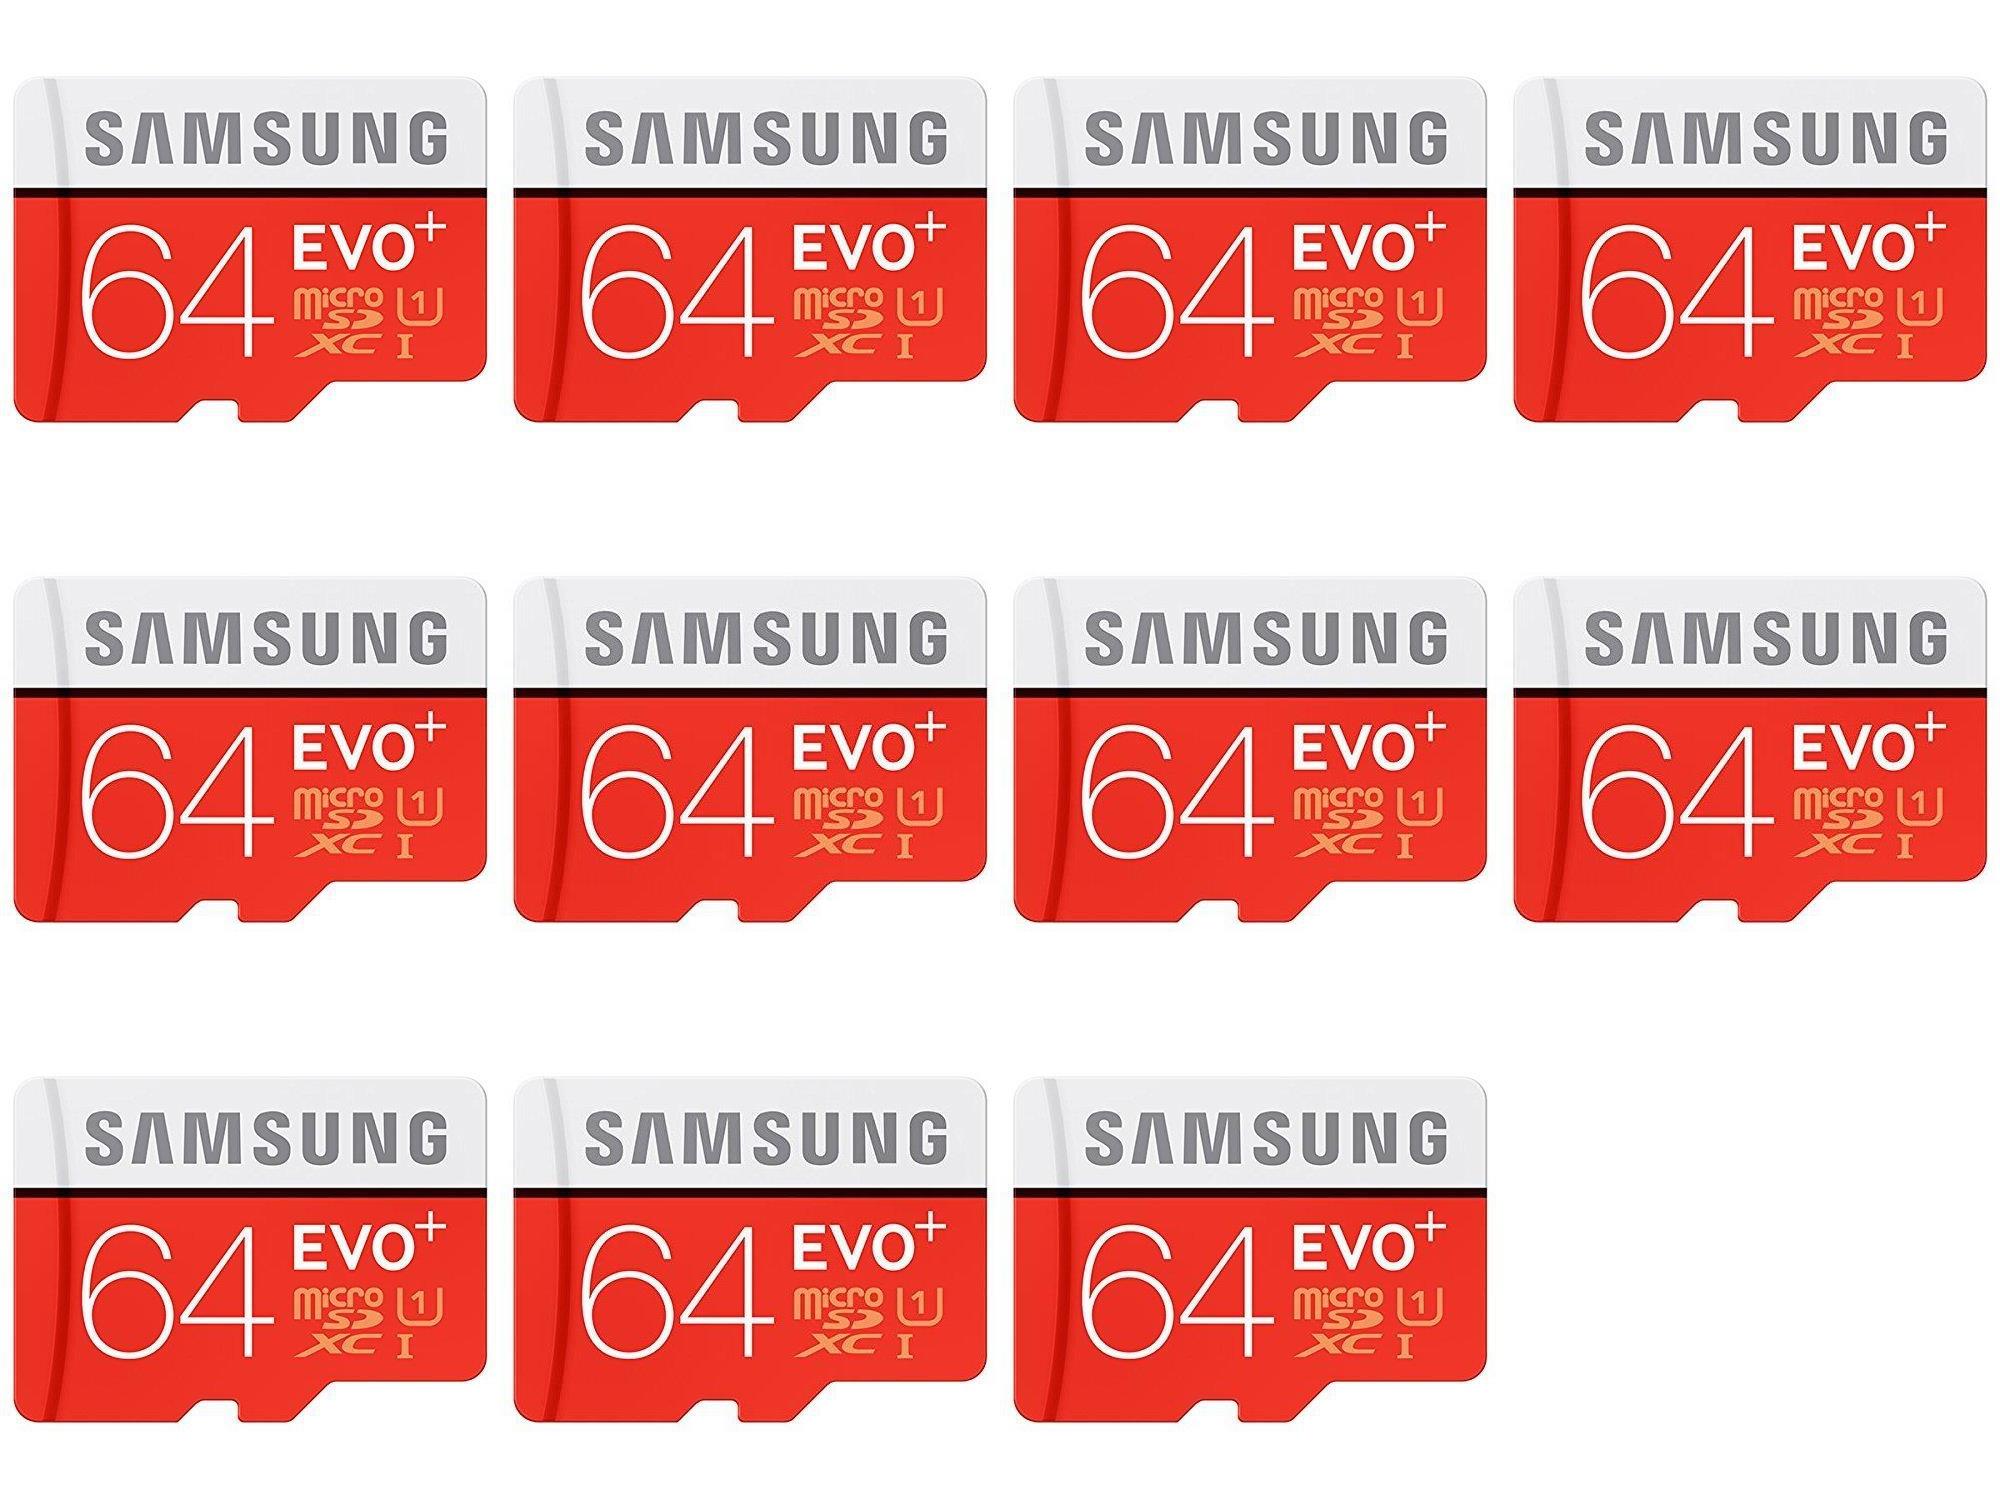 SAMSUNG SAMSUNG SAMSUNG SAMSUNG
64 EVO+ 64 EVO+ 64 EVO+ 64 EVO+
micro SD XC I U1 micro SD XC I U1 micro SD XC I U1 micro SD XC I U1
SAMSUNG SAMSUNG SAMSUNG SAMSUNG
64 EVO+ 64 EVO+ 64 EVO+ 64 EVO+
micro SD XC I U1 micro SD XC I U1 micro SD XC I U1 micro SD XC I U1
SAMSUNG SAMSUNG SAMSUNG
64 EVO+ 64 EVO+ 64 EVO+
micro SD XC I U1 micro SD XC I U1 micro SD XC I U1